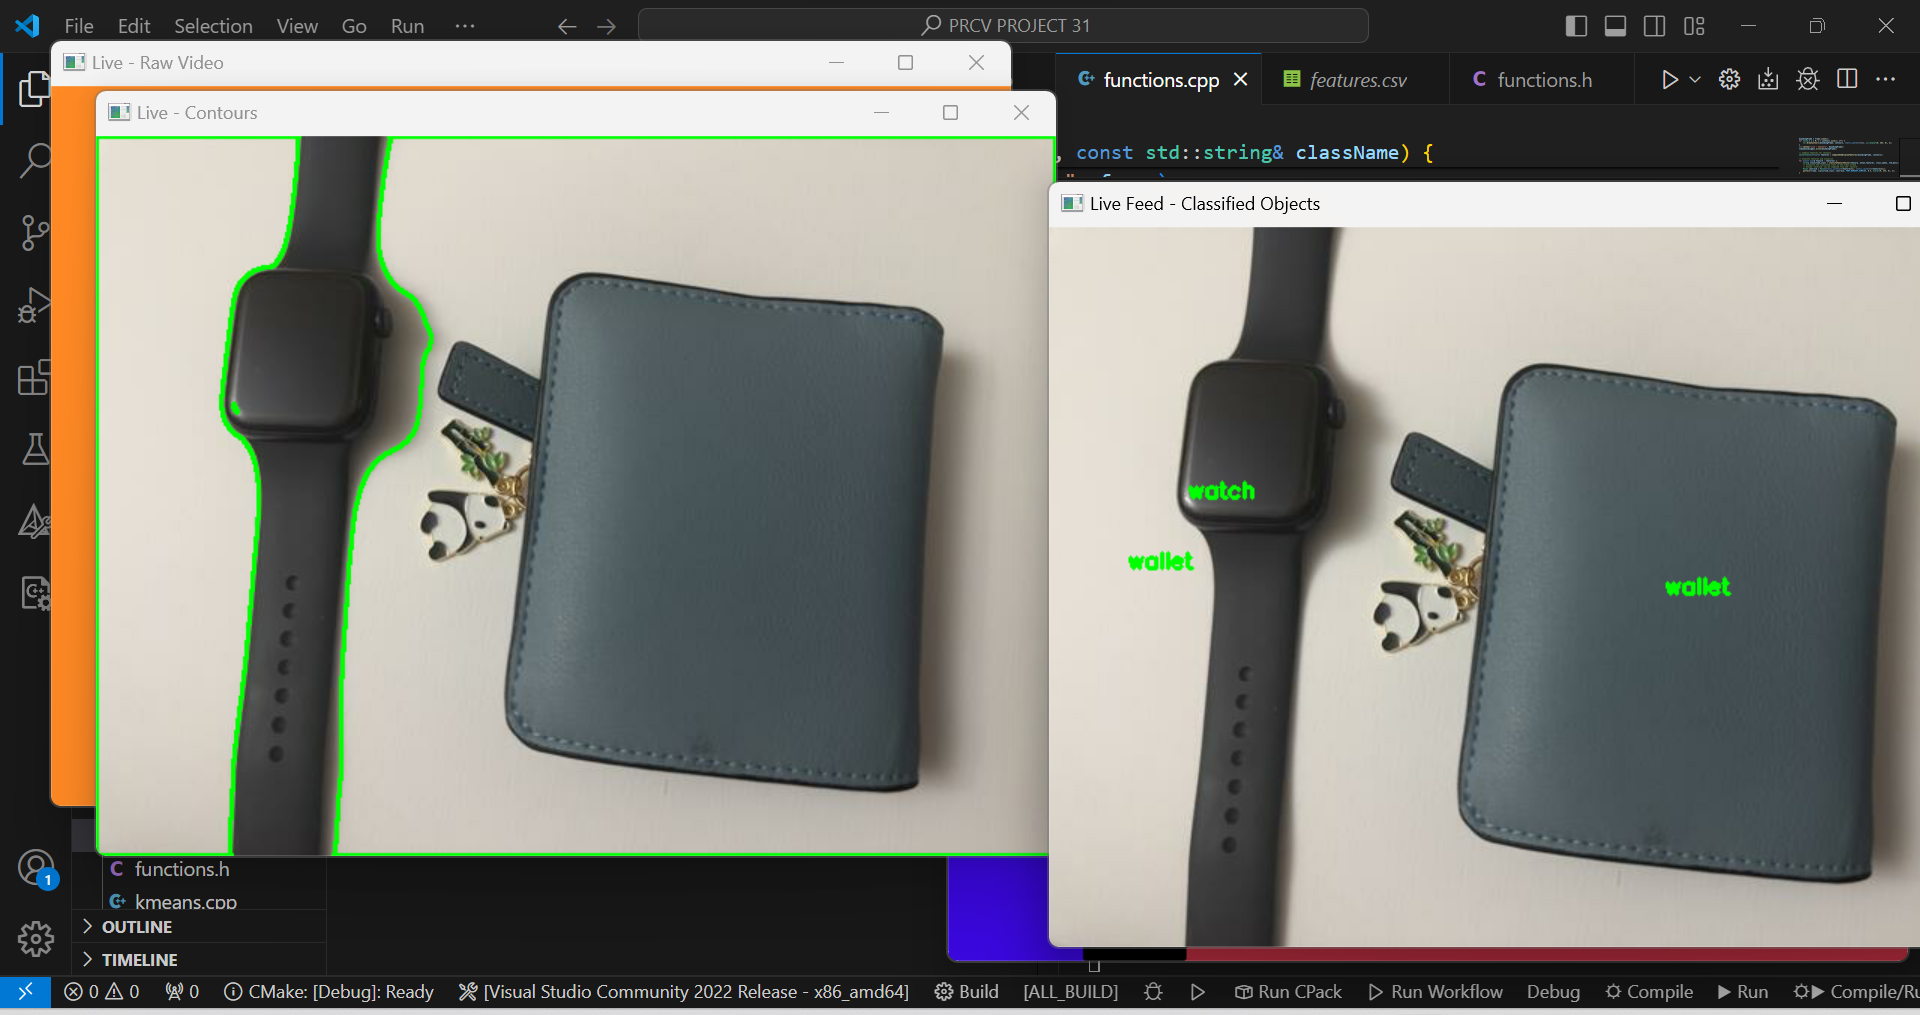 File Edit Selection View Go Run ··· PRCV PROJECT 31
Live - Raw Video
Live - Contours
functions.cpp features.csv functions.h
, const std::string& className) {
Live Feed - Classified Objects
watch
wallet
wallet
functions.h
kmeans.cpp
OUTLINE
TIMELINE
1
0 0 0 CMake: [Debug]: Ready [Visual Studio Community 2022 Release - x86_amd64] Build [ALL_BUILD] Run CPack Run Workflow Debug Compile Run Compile/Ru